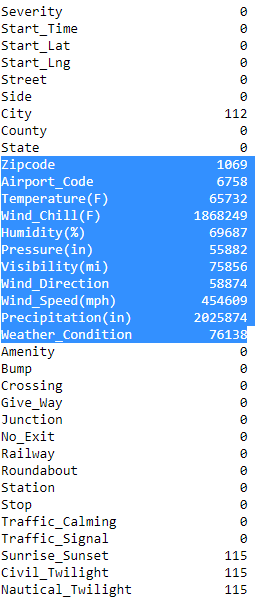 Severity 0
Start_Time 0
Start_Lat 0
Start_Lng 0
Street 0
Side 0
City 112
County 0
State 0
Zipcode 1069
Airport_Code 6758
Temperature(F) 65732
Wind_Chill(F) 1868249
Humidity(%) 69687
Pressure(in) 55882
Visibility(mi) 75856
Wind_Direction 58874
Wind_Speed(mph) 454609
Precipitation(in) 2025874
Weather_Condition 76138
Amenity 0
Bump 0
Crossing 0
Give_Way 0
Junction 0
No_Exit 0
Railway 0
Roundabout 0
Station 0
Stop 0
Traffic_Calming 0
Traffic_Signal 0
Sunrise_Sunset 115
Civil_Twilight 115
Nautical_Twilight 115